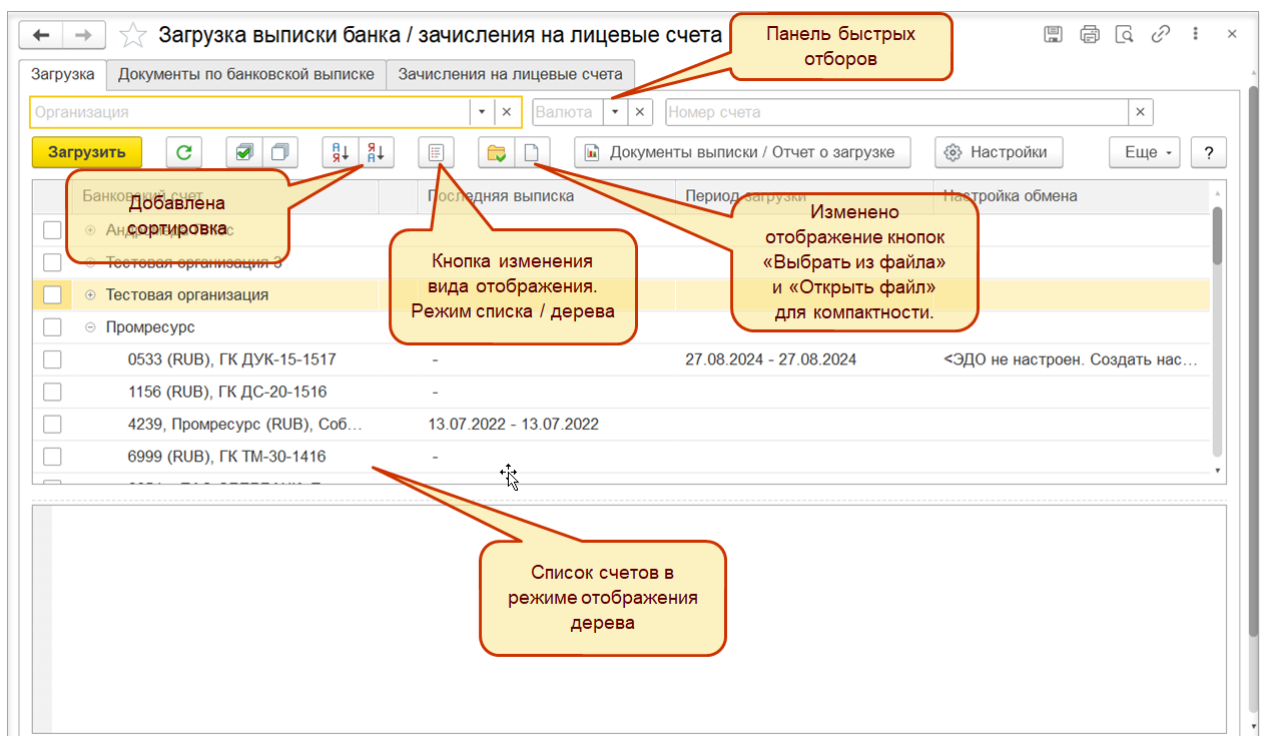 Загрузка выписки банка / зачисления на лицевые счета
Панель быстрых
отборов
Загрузка
Документы по банковской выписке
Зачисления на лицевые счета
Организация
Валюта
Номер счета
Загрузить
Документы выписки / Отчет о загрузке
Настройки
Еще
?
Банковский счет
Последняя выписка
Период загрузки
Настройка обмена
Добавлена
сортировка
Кнопка изменения
вида отображения.
Режим списка / дерева
Изменено
отображение кнопок
«Выбрать из файла»
и «Открыть файл»
для компактности.
Тестовая организация 3
Тестовая организация
Промресурс
0533 (RUB), ГК ДУК-15-1517
-
27.08.2024 - 27.08.2024
<ЭДО не настроен. Создать нас...
1156 (RUB), ГК ДС-20-1516
-
4239, Промресурс (RUB), Соб...
13.07.2022 - 13.07.2022
6999 (RUB), ГК ТМ-30-1416
-
Список счетов в
режиме отображения
дерева